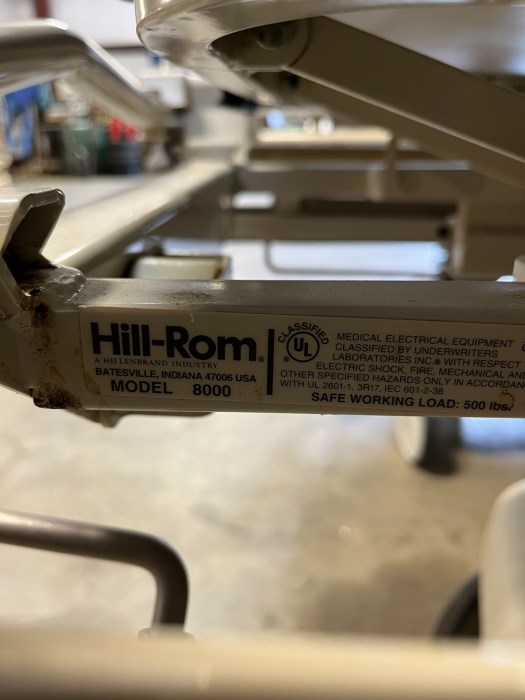 Hill-Rom®
A HILLENBRAND INDUSTRY
BATESVILLE, INDIANA 47006 USA
MODEL 8000
CLASSIFIED
UL
®
MEDICAL ELECTRICAL EQUIPMENT
CLASSIFIED BY UNDERWRITERS
LABORATORIES INC.® WITH RESPECT
ELECTRIC SHOCK, FIRE, MECHANICAL AND
OTHER SPECIFIED HAZARDS ONLY IN ACCORDAN
WITH UL 2601-1, 3R17, IEC 601-2-38
SAFE WORKING LOAD: 500 lbs.